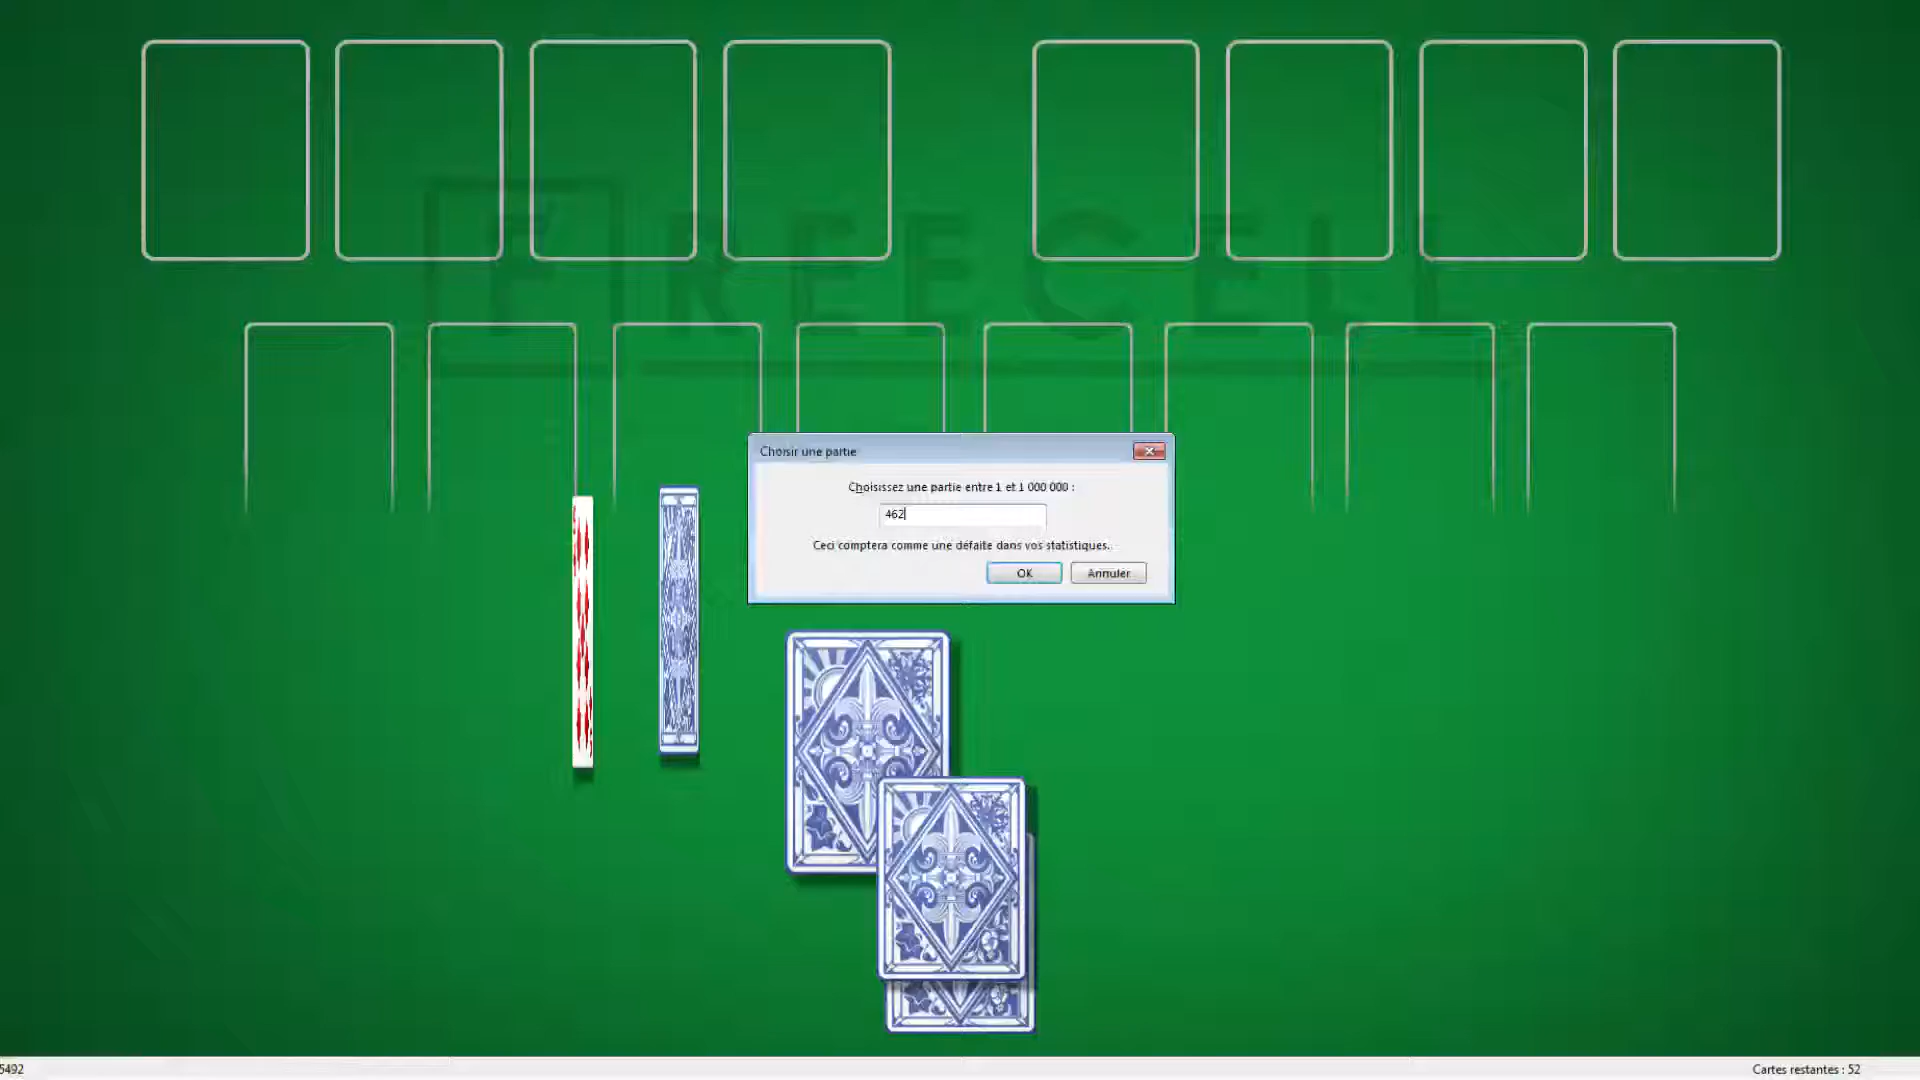 FREECELL
Choisir une partie
Choisissez une partie entre 1 et 1 000 000 :
462
Ceci comptera comme une défaite dans vos statistiques.
OK
Annuler
5492
Cartes restantes : 52